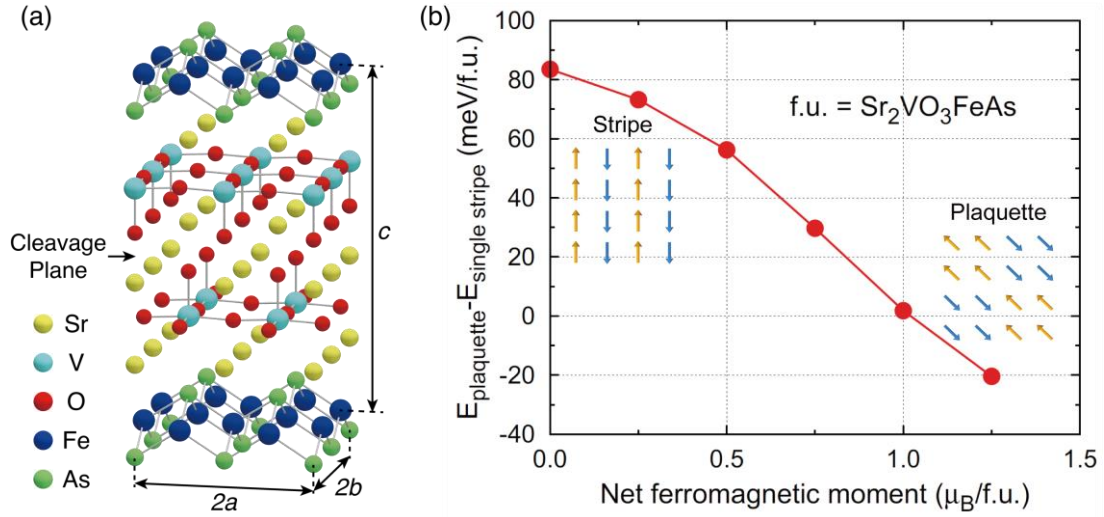 (a)
Cleavage
Plane
Sr
V
O
Fe
As
c
2a
2b
(b)
E_plaquette-E_single stripe (meV/f.u.)
100
80
60
40
20
0
-20
-40
f.u. = Sr₂VO₃FeAs
Stripe
Plaquette
0.0 0.5 1.0 1.5
Net ferromagnetic moment (μ_B/f.u.)